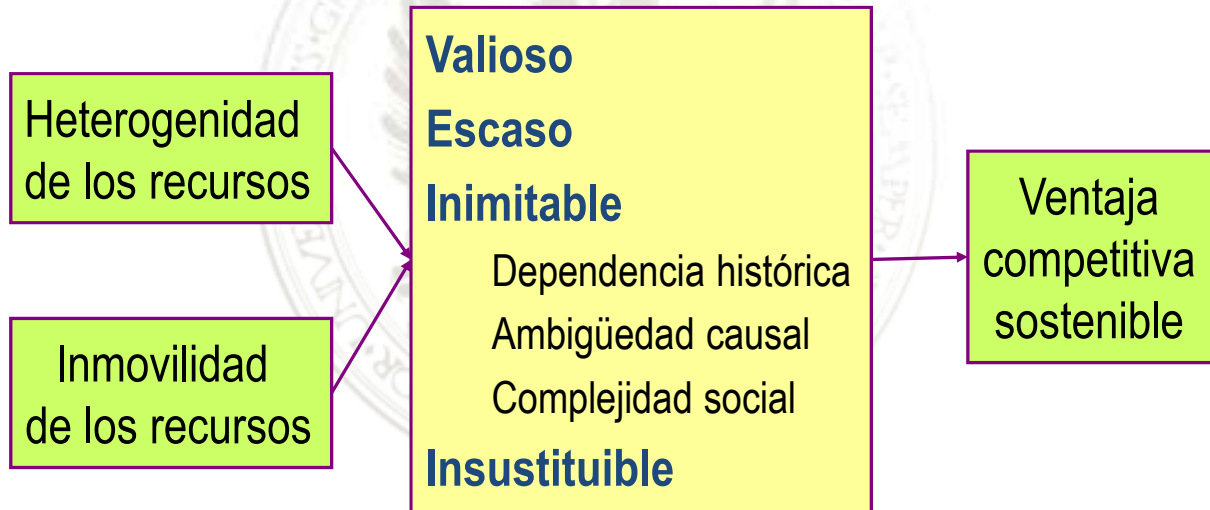 Heterogenidad
de los recursos
Inmovilidad
de los recursos
Valioso
Escaso
Inimitable
Dependencia histórica
Ambigüedad causal
Complejidad social
Insustituible
Ventaja
competitiva
sostenible